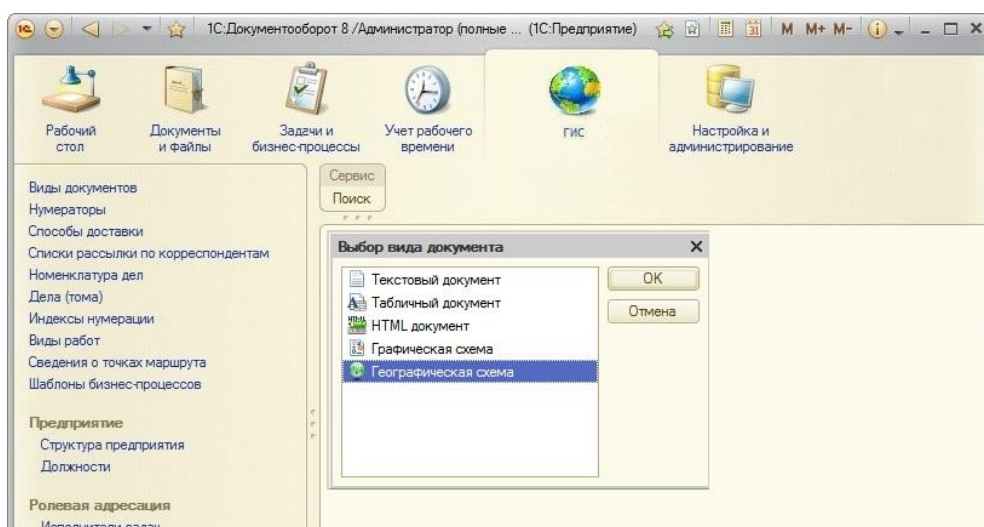 1С:Документооборот 8 /Администратор (полные ... (1С:Предприятие)
M M+ M-
Рабочий стол
Документы и файлы
Задачи и бизнес-процессы
Учет рабочего времени
ГИС
Настройка и администрирование
Виды документов
Нумераторы
Способы доставки
Списки рассылки по корреспондентам
Номенклатура дел
Дела (тома)
Индексы нумерации
Виды работ
Сведения о точках маршрута
Шаблоны бизнес-процессов
Предприятие
Структура предприятия
Должности
Ролевая адресация
Исполнители задач
Сервис
Поиск
Выбор вида документа
Текстовый документ
Табличный документ
HTML документ
Графическая схема
Географическая схема
OK
Отмена